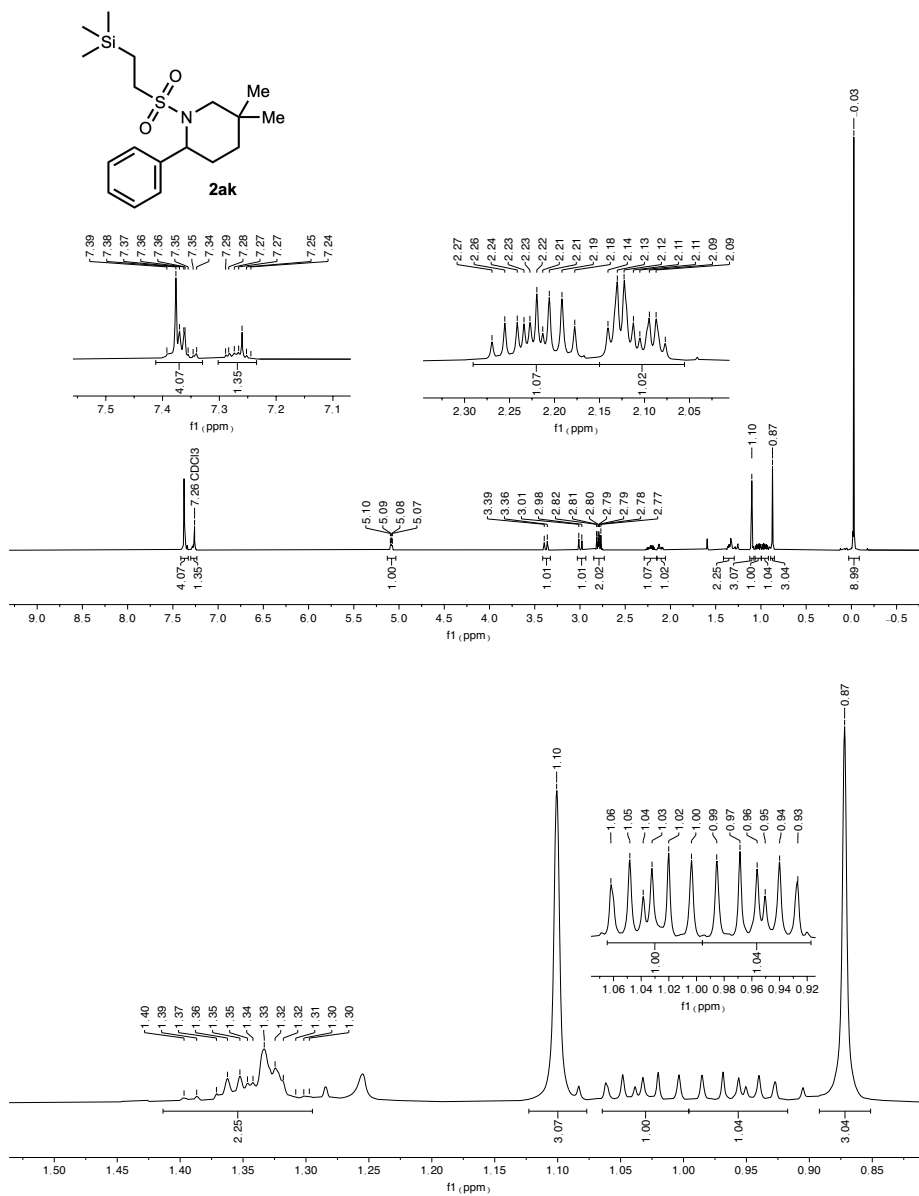 Si
O
S
N
O
Me
Me
2ak
7.39 7.38 7.37 7.36 7.36 7.35 7.35 7.34 7.29 7.28 7.27 7.27 7.25 7.24
2.27 2.26 2.24 2.23 2.23 2.22 2.21 2.21 2.19 2.18 2.14 2.13 2.12 2.11 2.11 2.09 2.09
−0.03
4.07 1.35
7.5 7.4 7.3 7.2 7.1
f1 (ppm)
1.07 1.02
2.30 2.25 2.20 2.15 2.10 2.05
f1 (ppm)
7.26 CDCl3
5.10 5.09 5.08 5.07
3.39 3.36 3.01 2.98 2.82 2.81 2.80 2.79 2.79 2.78 2.77
1.10 0.87
4.07 1.35 1.00 1.01 1.01 2.02 1.07 1.02 2.25 3.07 1.00 1.04 3.04 8.99
9.0 8.5 8.0 7.5 7.0 6.5 6.0 5.5 5.0 4.5 4.0 3.5 3.0 2.5 2.0 1.5 1.0 0.5 0.0 −0.5
f1 (ppm)
1.10
0.87
1.06 1.05 1.04 1.03 1.02 1.00 0.99 0.97 0.96 0.95 0.94 0.93
1.00 1.04
1.06 1.04 1.02 1.00 0.98 0.96 0.94 0.92
f1 (ppm)
1.40 1.39 1.37 1.36 1.35 1.35 1.34 1.33 1.32 1.32 1.31 1.30 1.30
2.25 3.07 1.00 1.04 3.04
1.50 1.45 1.40 1.35 1.30 1.25 1.20 1.15 1.10 1.05 1.00 0.95 0.90 0.85
f1 (ppm)